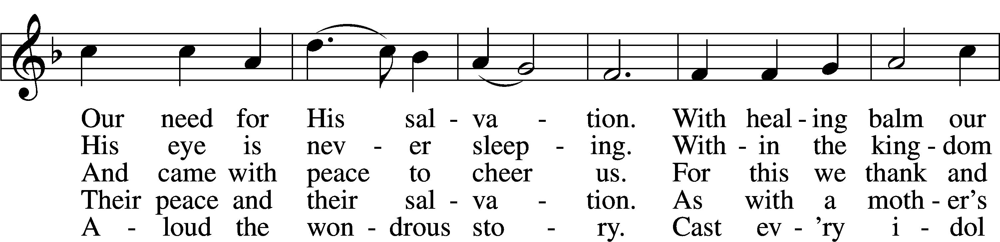 Our need for His sal - va - tion. With heal - ing balm our
His eye is nev - er sleep - ing. With - in the king - dom
And came with peace to cheer us. For this we thank and
Their peace and their sal - va - tion. As with a moth - er’s
A - loud the won - drous sto - ry. Cast ev - ’ry i - dol